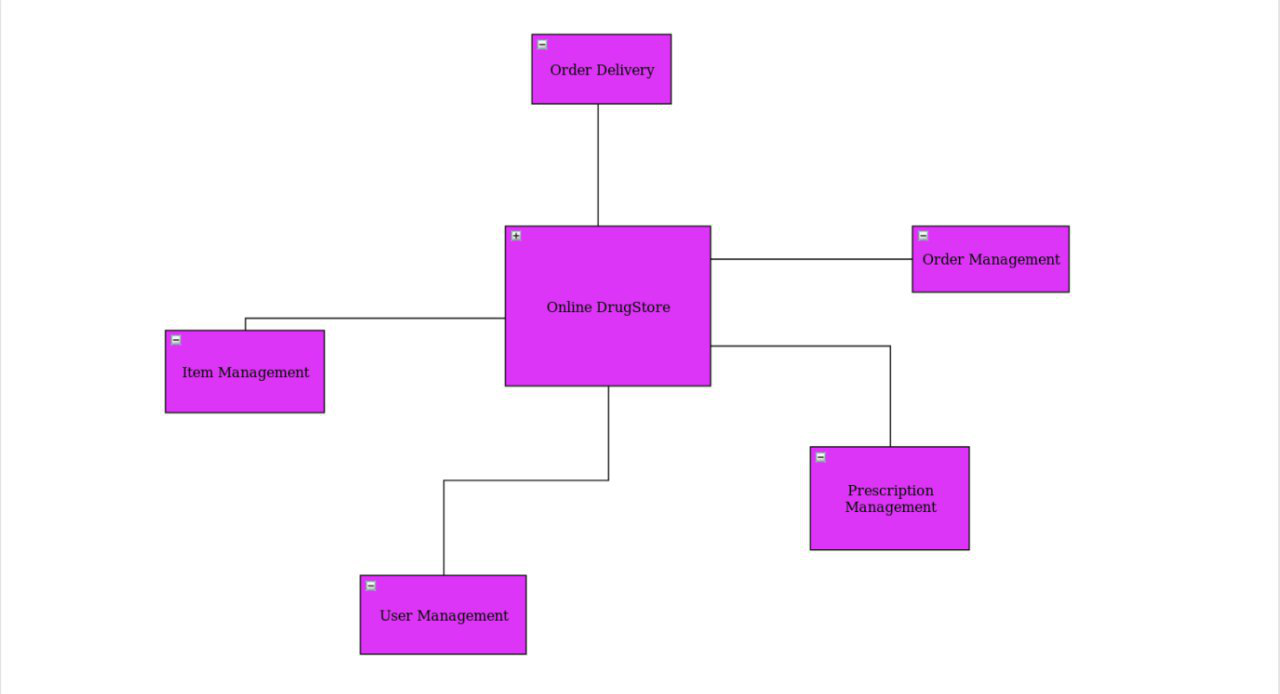 Order Delivery
Order Management
Online DrugStore
Item Management
Prescription
Management
User Management